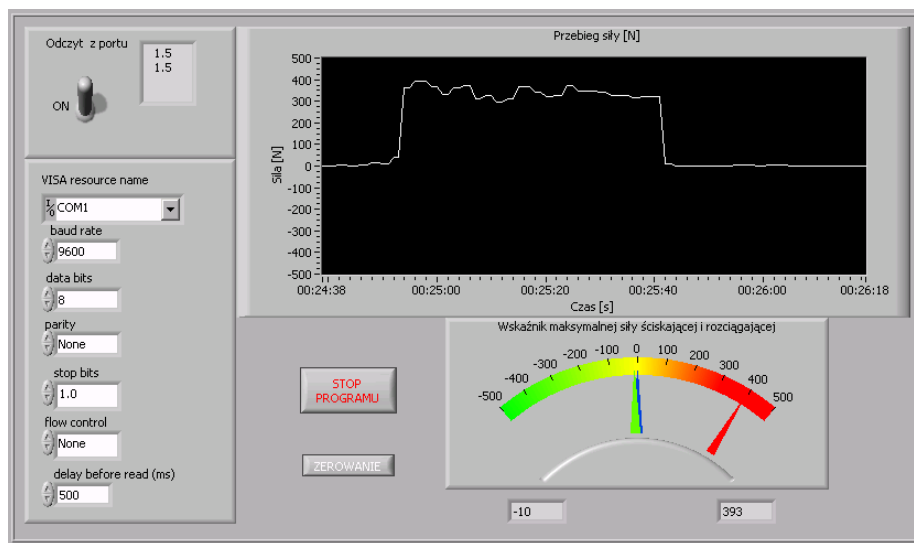 Odczyt z portu
1.5
1.5
ON
VISA resource name
I/O COM1
baud rate
9600
data bits
8
parity
None
stop bits
1.0
flow control
None
delay before read (ms)
500
Przebieg siły [N]
Siła [N]
500
400
300
200
100
0
-100
-200
-300
-400
-500
00:24:38 00:25:00 00:25:20 00:25:40 00:26:00 00:26:18
Czas [s]
STOP
PROGRAMU
ZEROWANIE
Wskaźnik maksymalnej siły ściskającej i rozciągającej
-500 -400 -300 -200 -100 0 100 200 300 400 500
-10 393